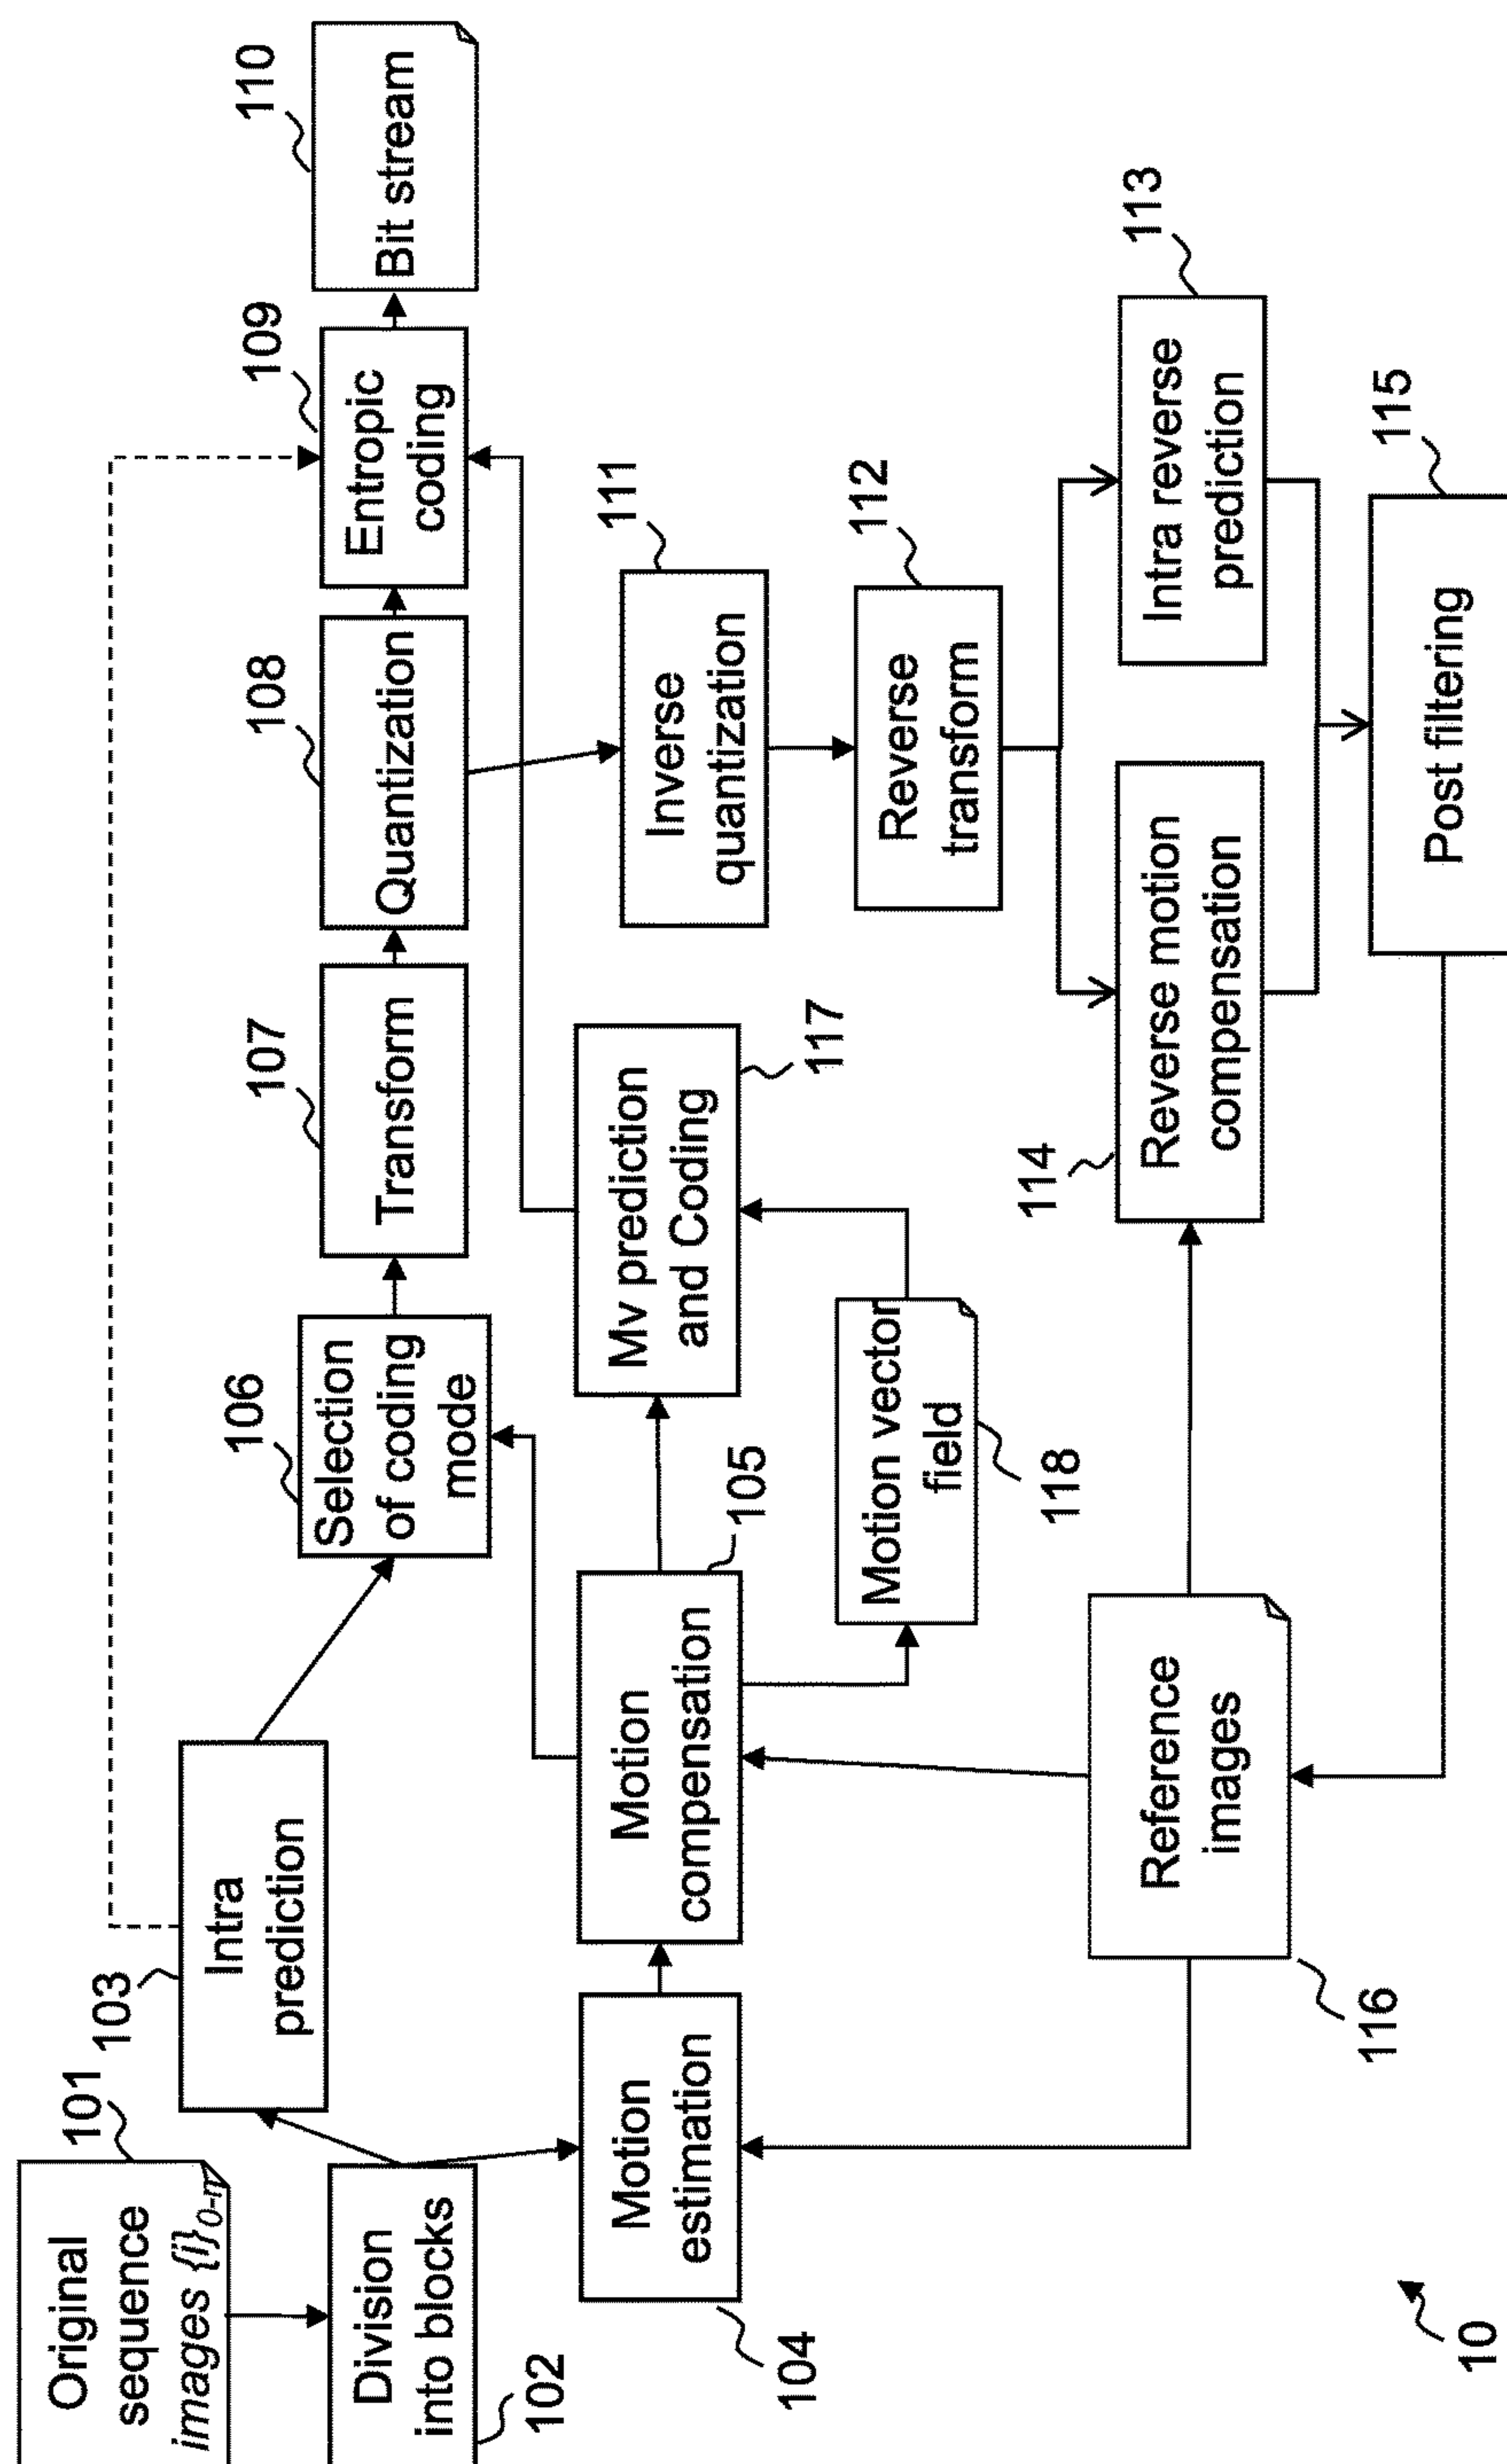 Original
sequence
images {i}0-n
101
Division
into blocks
102
Intra
prediction
103
Motion
estimation
104
Motion
compensation
105
Selection
of coding
mode
106
Transform
107
Quantization
108
Entropic
coding
109
Bit stream
110
Mv prediction
and Coding
117
Motion vector
field
118
Inverse
quantization
111
Reverse
transform
112
Intra reverse
prediction
113
Reverse motion
compensation
114
Post filtering
115
Reference
images
116
10